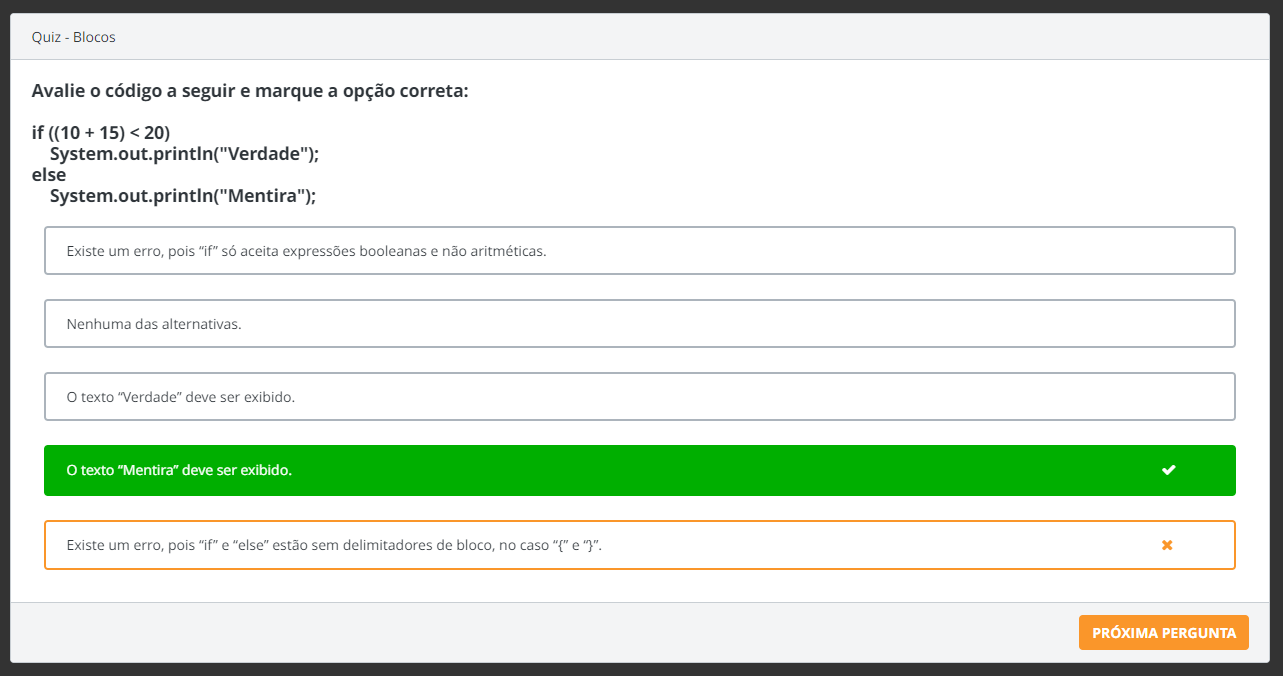 Quiz - Blocos
Avalie o código a seguir e marque a opção correta:
if ((10 + 15) < 20)
System.out.println("Verdade");
else
System.out.println("Mentira");
Existe um erro, pois “if” só aceita expressões booleanas e não aritméticas.
Nenhuma das alternativas.
O texto “Verdade” deve ser exibido.
O texto “Mentira” deve ser exibido.
Existe um erro, pois “if” e “else” estão sem delimitadores de bloco, no caso “{” e “}”.
PRÓXIMA PERGUNTA